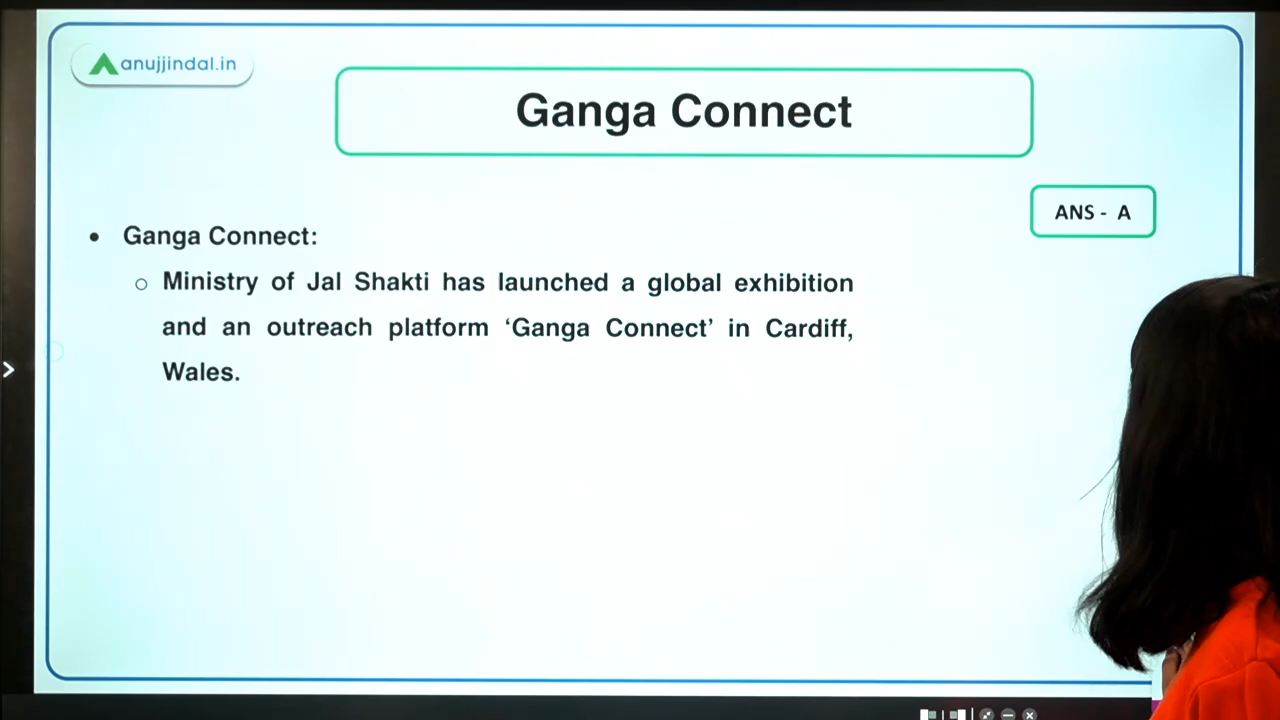 anujjindal.in
Ganga Connect
ANS - A
• Ganga Connect:
○ Ministry of Jal Shakti has launched a global exhibition
and an outreach platform ‘Ganga Connect’ in Cardiff,
Wales.